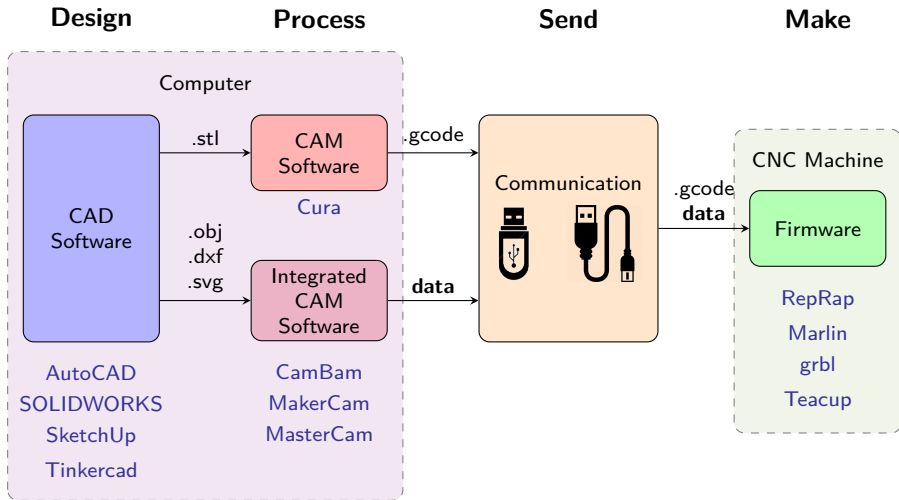 Design
Process
Send
Make
Computer
CAD
Software
.stl
CAM
Software
Cura
.gcode
.obj
.dxf
.svg
Integrated
CAM
Software
data
AutoCAD
SOLIDWORKS
SketchUp
Tinkercad
CamBam
MakerCam
MasterCam
Communication
.gcode
data
CNC Machine
Firmware
RepRap
Marlin
grbl
Teacup